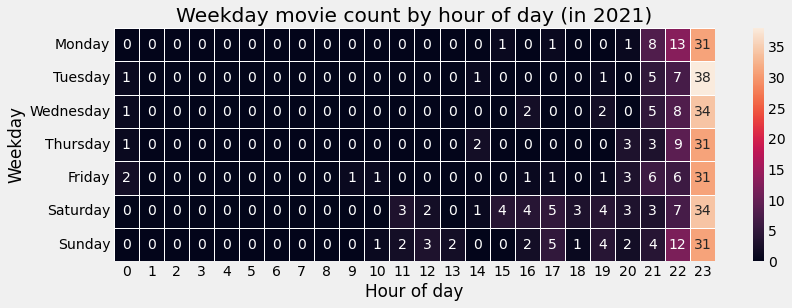 Weekday movie count by hour of day (in 2021)
Weekday
Monday 0 0 0 0 0 0 0 0 0 0 0 0 0 0 0 1 0 1 0 0 1 8 13 31
Tuesday 1 0 0 0 0 0 0 0 0 0 0 0 0 0 1 0 0 0 0 1 0 5 7 38
Wednesday 1 0 0 0 0 0 0 0 0 0 0 0 0 0 0 0 2 0 0 2 0 5 8 34
Thursday 1 0 0 0 0 0 0 0 0 0 0 0 0 0 2 0 0 0 0 0 3 3 9 31
Friday 2 0 0 0 0 0 0 0 0 1 1 0 0 0 0 0 1 1 0 1 3 6 6 31
Saturday 0 0 0 0 0 0 0 0 0 0 0 3 2 0 1 4 4 5 3 4 3 3 7 34
Sunday 0 0 0 0 0 0 0 0 0 0 1 2 3 2 0 0 2 5 1 4 2 4 12 31
0 1 2 3 4 5 6 7 8 9 10 11 12 13 14 15 16 17 18 19 20 21 22 23
Hour of day
35
30
25
20
15
10
5
0